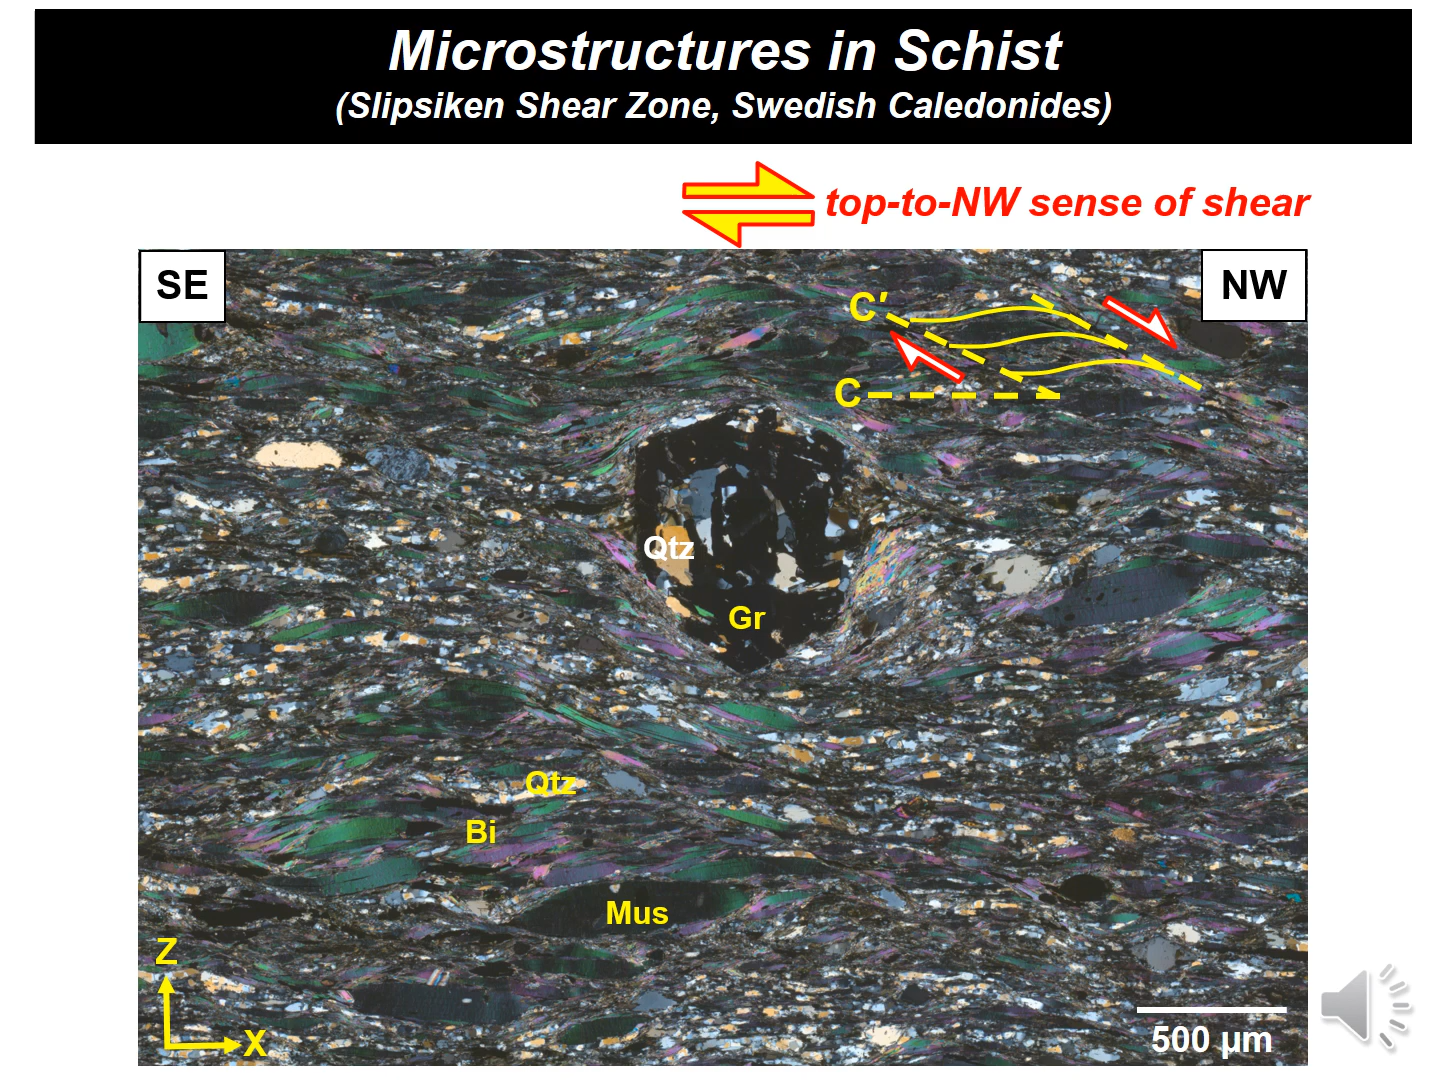 Microstructures in Schist
(Slipsiken Shear Zone, Swedish Caledonides)
top-to-NW sense of shear
SE
NW
C′
C
Qtz
Gr
Qtz
Bi
Mus
Z
X
500 µm